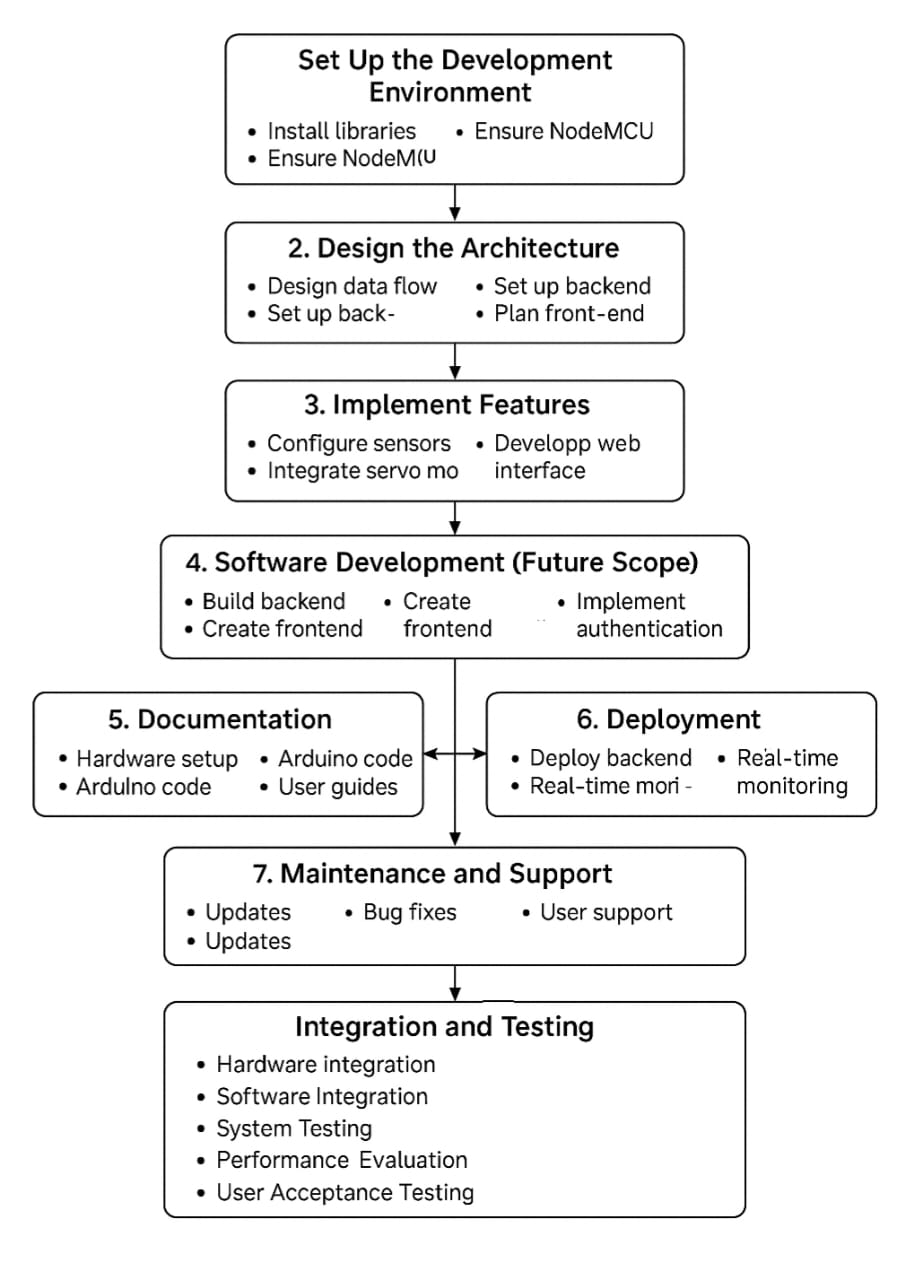 Set Up the Development
Environment
• Install libraries
• Ensure NodeM(U
• Ensure NodeMCU
2. Design the Architecture
• Design data flow
• Set up back-
• Set up backend
• Plan front-end
3. Implement Features
• Configure sensors
• Integrate servo mo
• Developp web
interface
4. Software Development (Future Scope)
• Build backend
• Create frontend
• Create
frontend
• Implement
authentication
5. Documentation
• Hardware setup
• Arduino code
• Arduino code
• User guides
6. Deployment
• Deploy backend
• Real-time mori -
• Real-time
monitoring
7. Maintenance and Support
• Updates
• Updates
• Bug fixes
• User support
Integration and Testing
• Hardware integration
• Software Integration
• System Testing
• Performance Evaluation
• User Acceptance Testing